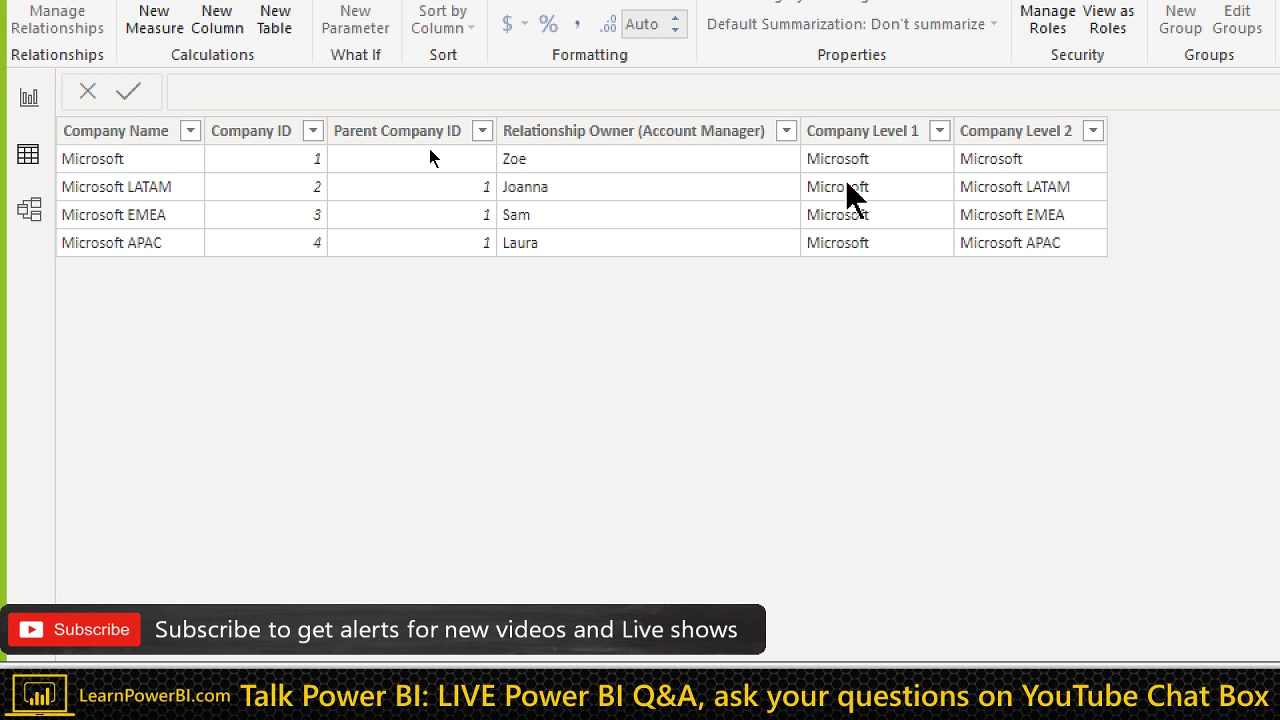 Manage Relationships
New Measure
New Column
New Table
New Parameter
Sort by Column
$ % , .00 Auto
Default Summarization: Don't summarize
Manage Roles
View as Roles
New Group
Edit Groups
Relationships Calculations What If Sort Formatting Properties Security Groups
Company Name Company ID Parent Company ID Relationship Owner (Account Manager) Company Level 1 Company Level 2
Microsoft 1 Zoe Microsoft Microsoft
Microsoft LATAM 2 1 Joanna Microsoft Microsoft LATAM
Microsoft EMEA 3 1 Sam Microsoft Microsoft EMEA
Microsoft APAC 4 1 Laura Microsoft Microsoft APAC
Subscribe Subscribe to get alerts for new videos and Live shows
LearnPowerBI.com Talk Power BI: LIVE Power BI Q&A, ask your questions on YouTube Chat Box